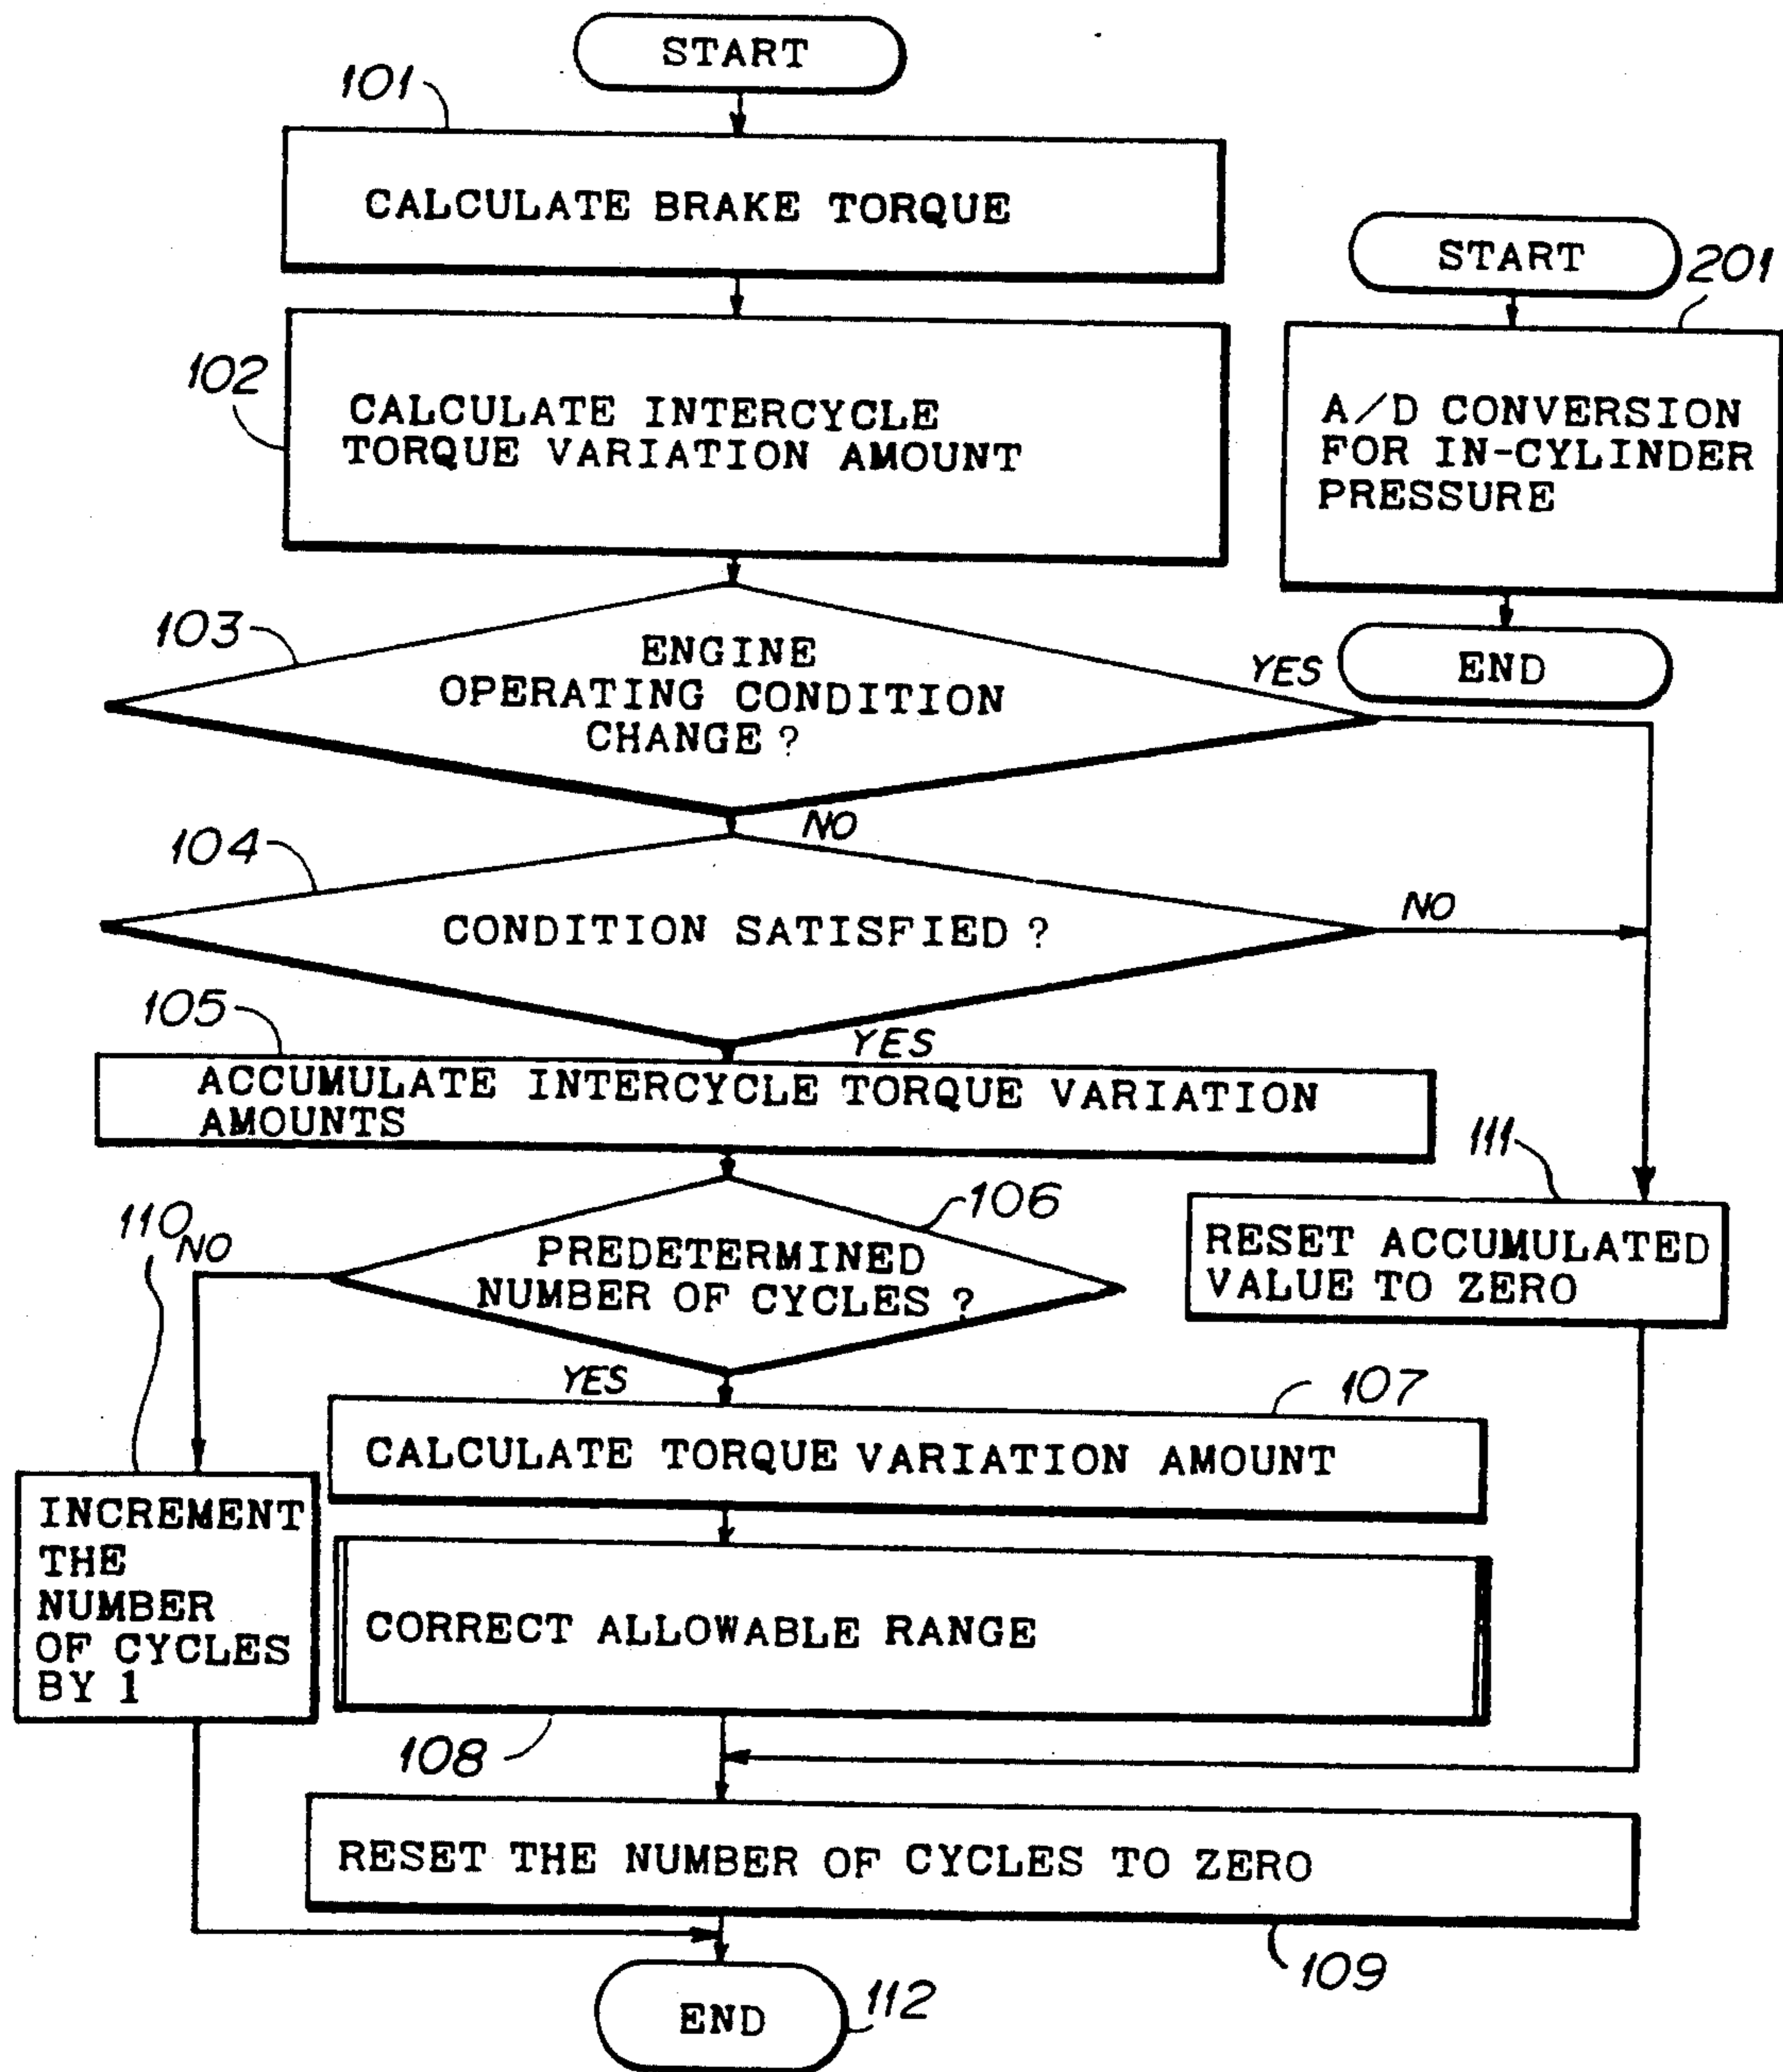 START
101
CALCULATE BRAKE TORQUE
102
CALCULATE INTERCYCLE
TORQUE VARIATION AMOUNT
START
201
A/D CONVERSION
FOR IN-CYLINDER
PRESSURE
END
103
ENGINE
OPERATING CONDITION
CHANGE ?
YES
NO
104
CONDITION SATISFIED ?
NO
YES
105
ACCUMULATE INTERCYCLE TORQUE VARIATION
AMOUNTS
106
PREDETERMINED
NUMBER OF CYCLES ?
NO
YES
111
RESET ACCUMULATED
VALUE TO ZERO
110
INCREMENT
THE
NUMBER
OF CYCLES
BY 1
107
CALCULATE TORQUE VARIATION AMOUNT
CORRECT ALLOWABLE RANGE
108
RESET THE NUMBER OF CYCLES TO ZERO
109
END
112